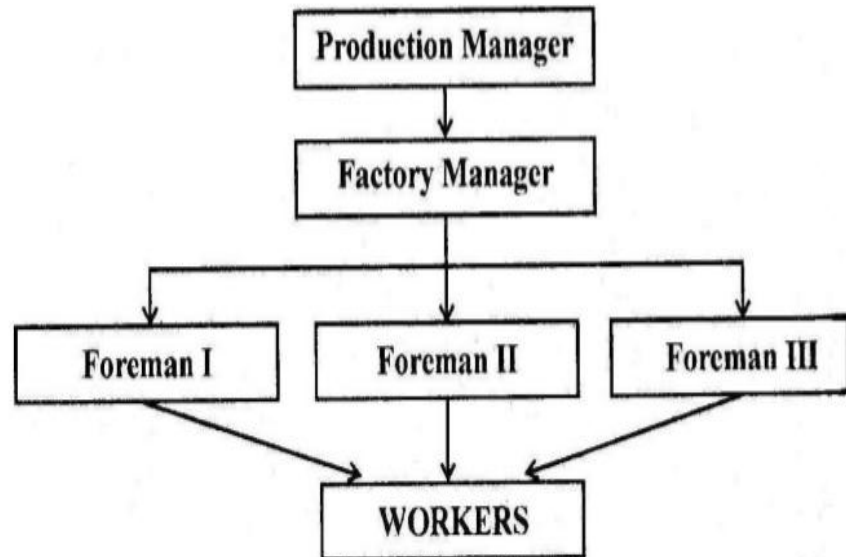 Production Manager
Factory Manager
Foreman I
Foreman II
Foreman III
WORKERS